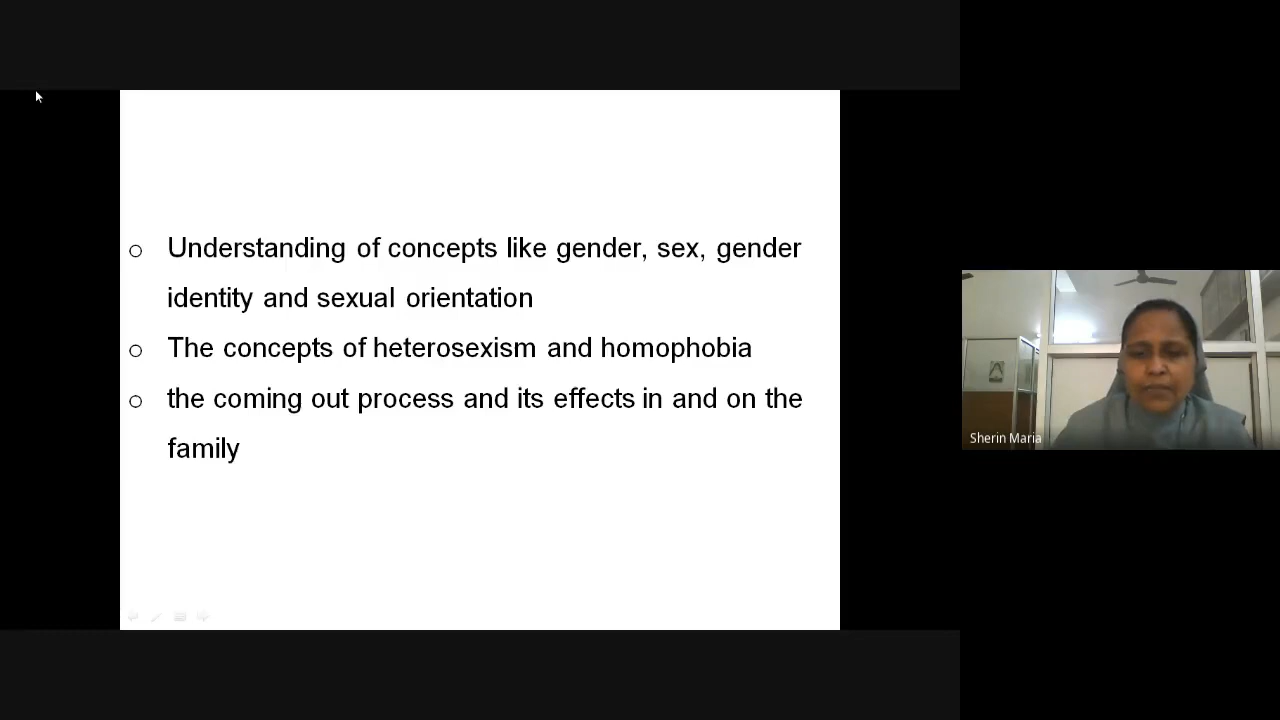 Understanding of concepts like gender, sex, gender
identity and sexual orientation
The concepts of heterosexism and homophobia
the coming out process and its effects in and on the
family
Sherin Maria